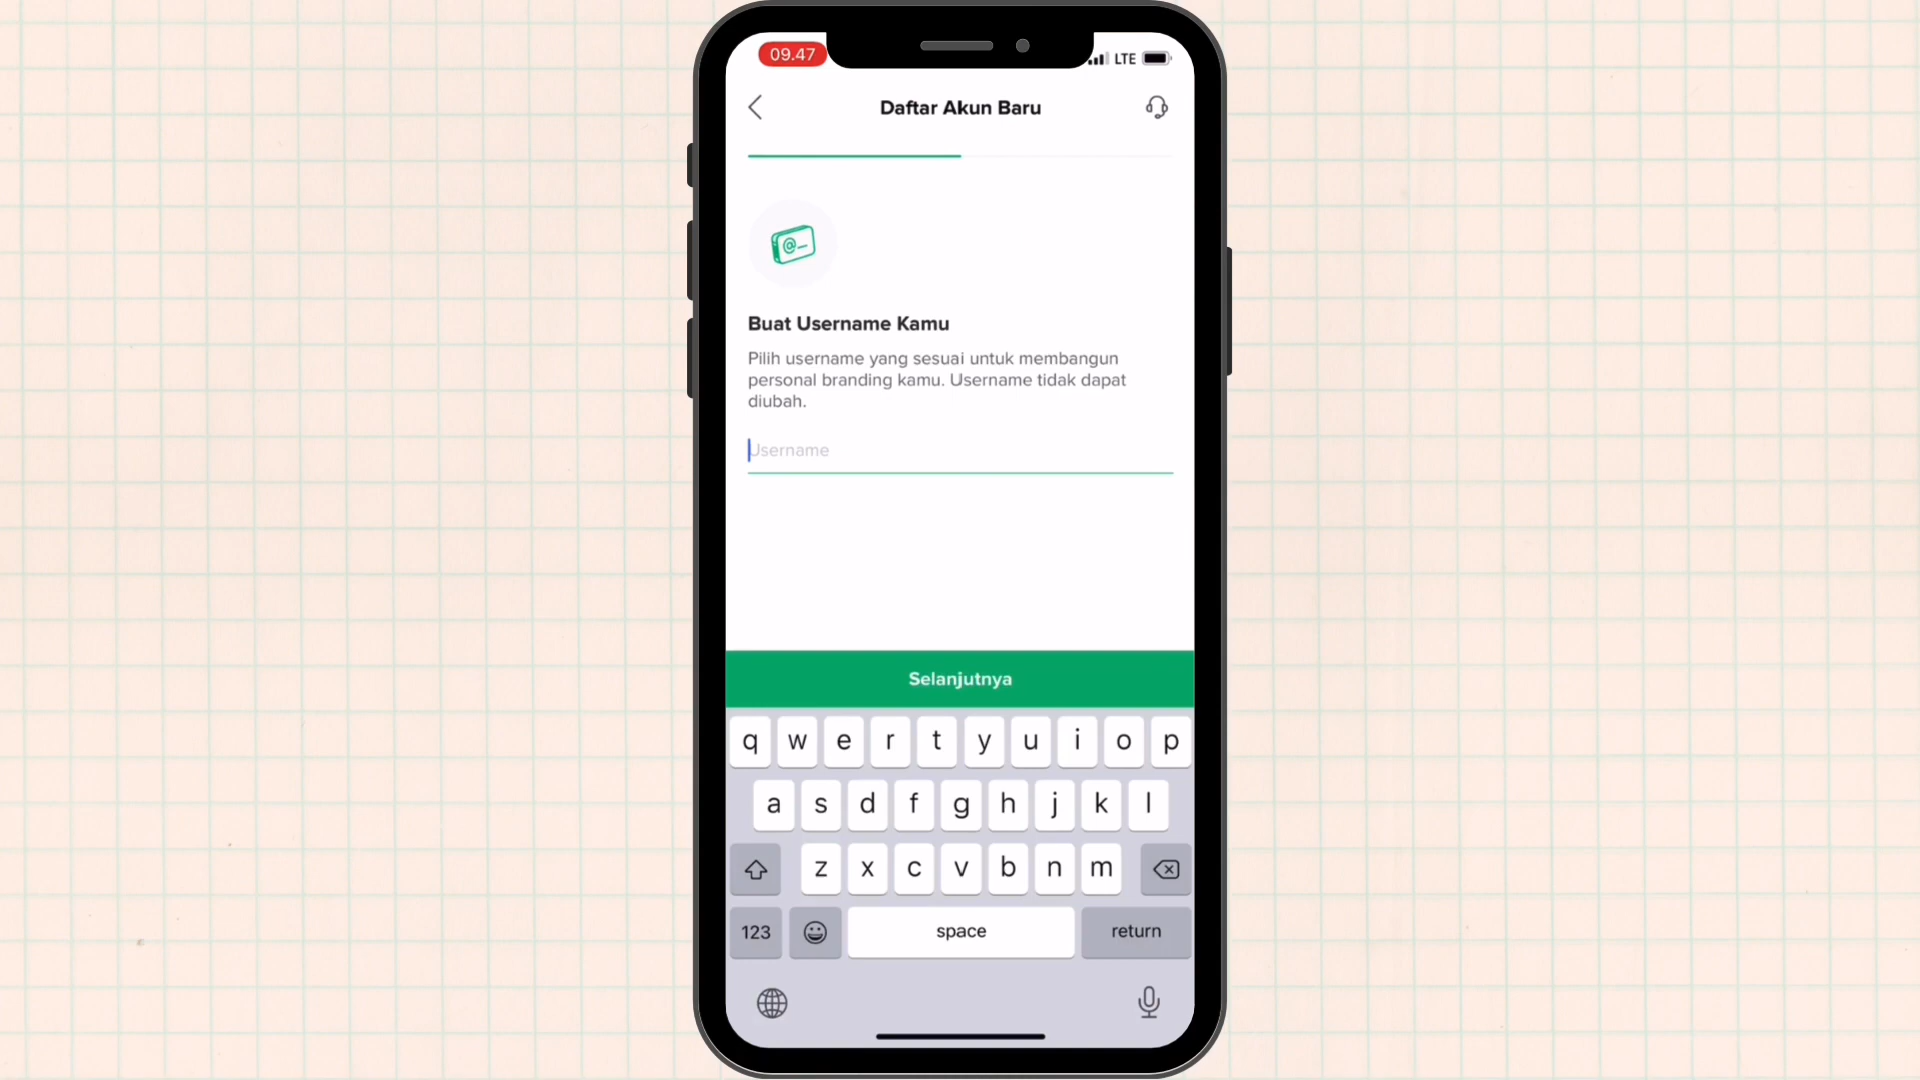 09.47
LTE
Daftar Akun Baru
@_
Buat Username Kamu
Pilih username yang sesuai untuk membangun
personal branding kamu. Username tidak dapat
diubah.
Username
Selanjutnya
q w e r t y u i o p
a s d f g h j k l
z x c v b n m
123 space return